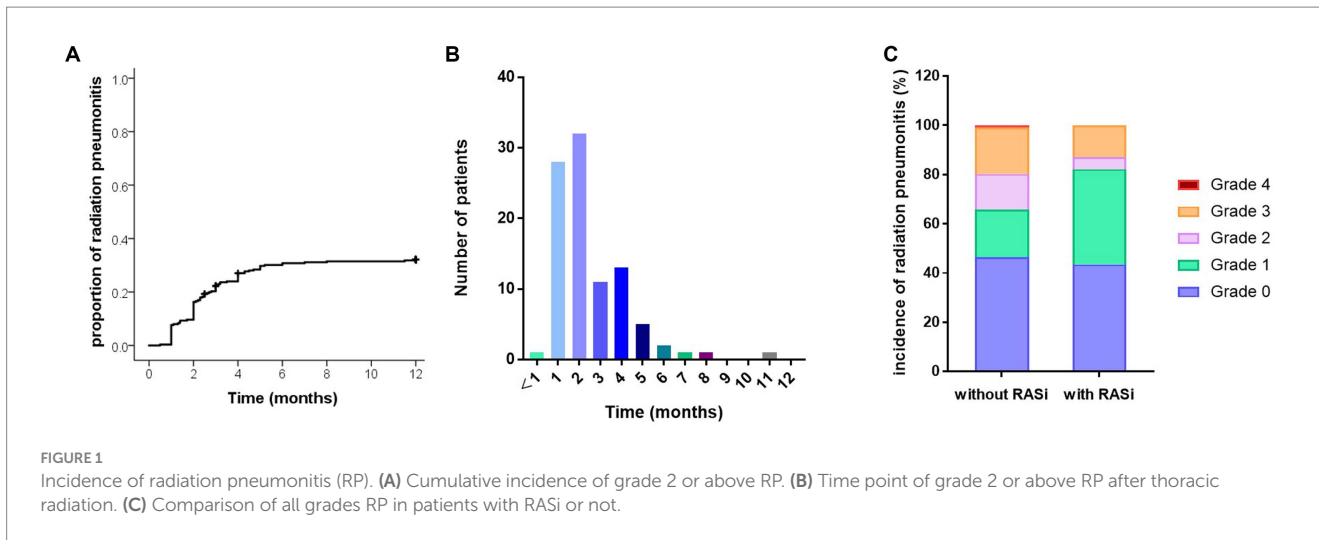 A
proportion of radiation pneumonitis
1.0
0.8
0.6
0.4
0.2
0.0
0 2 4 6 8 10 12
Time (months)
B
Number of patients
40
30
20
10
0
<1 1 2 3 4 5 6 7 8 9 10 11 12
Time (months)
C
incidence of radiation pneumonitis (%)
120
100
80
60
40
20
0
without RASi with RASi
Grade 4
Grade 3
Grade 2
Grade 1
Grade 0
FIGURE 1
Incidence of radiation pneumonitis (RP). (A) Cumulative incidence of grade 2 or above RP. (B) Time point of grade 2 or above RP after thoracic
radiation. (C) Comparison of all grades RP in patients with RASi or not.